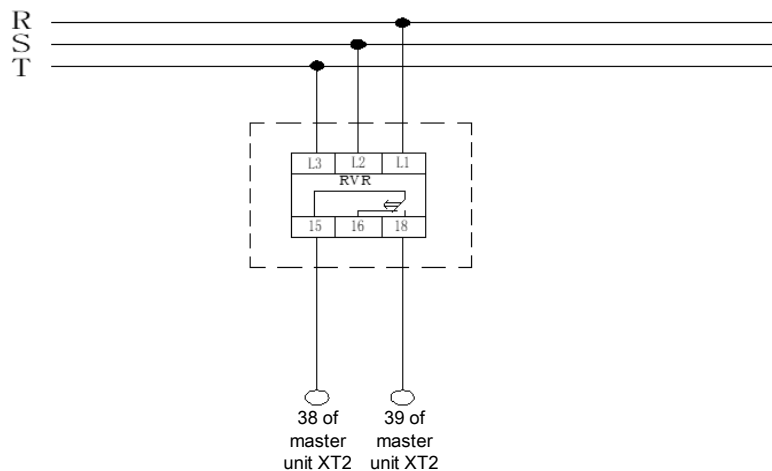 R
S
T
L3 L2 L1
RVR
15 16 18
38 of
master
unit XT2
39 of
master
unit XT2